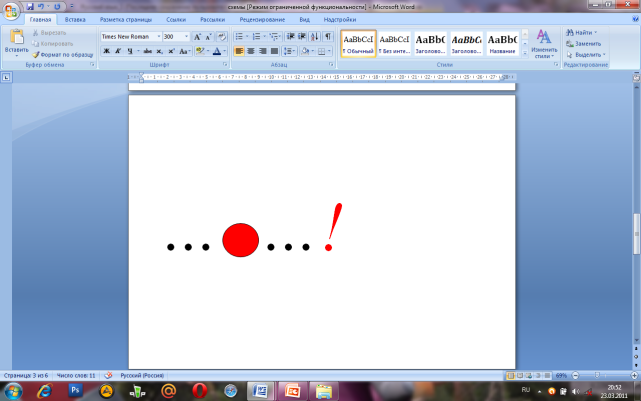 схемы [Режим ограниченной функциональности] - Microsoft Word
Главная Вставка Разметка страницы Ссылки Рассылки Рецензирование Вид Надстройки
Вставить
Вырезать
Копировать
Формат по образцу
Буфер обмена
Times New Roman 300
Шрифт
Абзац
AaBbCcI AaBbCcI AaBbC AaBbC AaBbC
¶ Обычный ¶ Без инте... Заголово... Заголово... Название
Стили
Изменить стили
Найти
Заменить
Выделить
Редактирование
!
Страница: 3 из 6 Число слов: 11 Русский (Россия) 69%
RU 20:52
23.03.2011